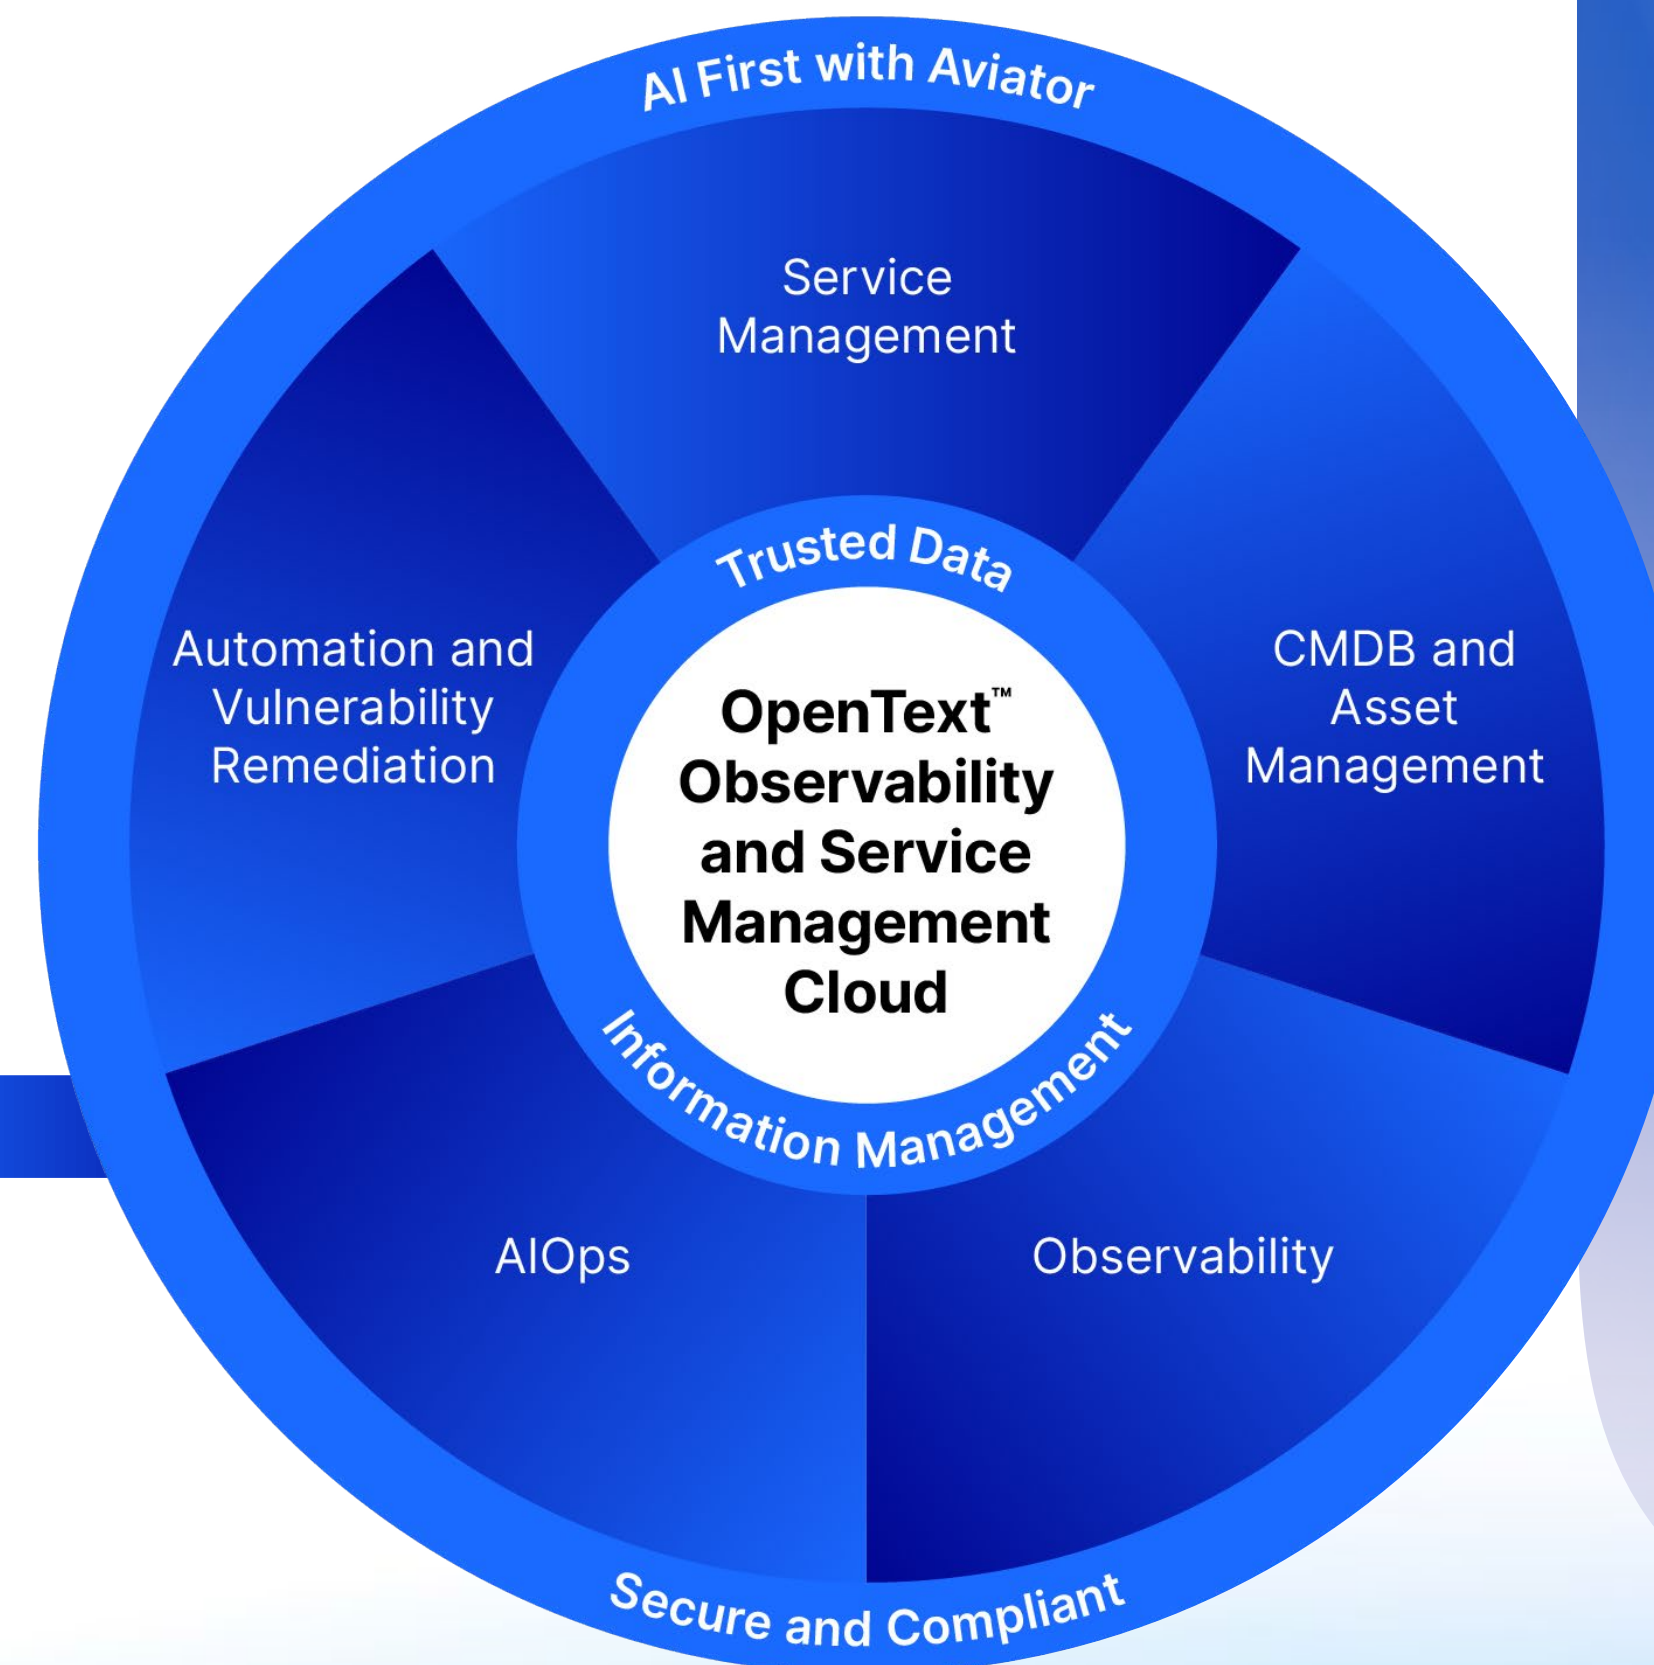 AI First with Aviator
Service
Management
Trusted Data
Automation and
Vulnerability
Remediation
CMDB and
Asset
Management
OpenText™
Observability
and Service
Management
Cloud
Information Management
AIOps
Observability
Secure and Compliant